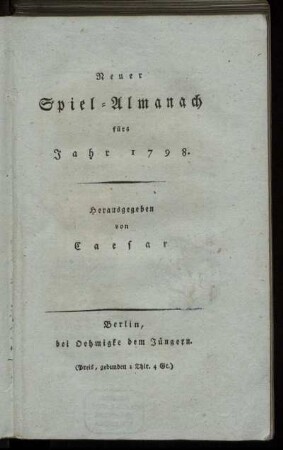 Neuer
Spiel-Almanach
fürs
Jahr 1798.
Herausgegeben
von
Caesar
Berlin,
bei Oehmigke dem Jüngern.
(Preiß, gebunden 1 Thlr. 4 Gr.)